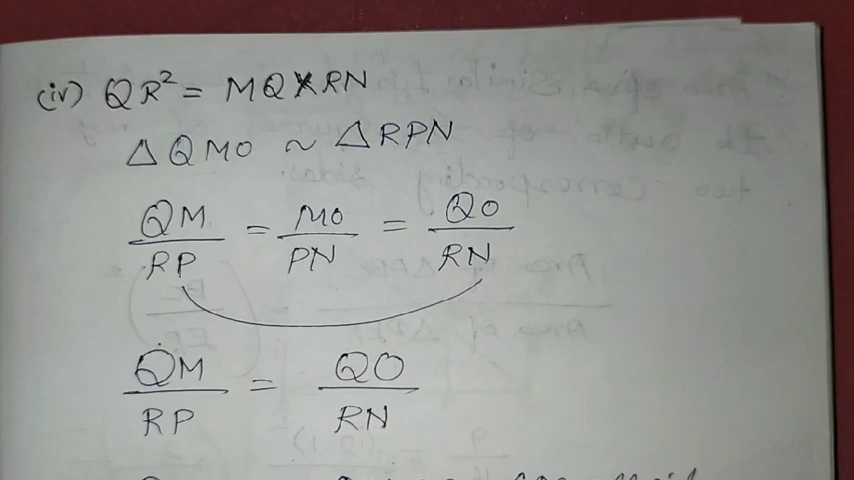 (iv) QR² = MQ × RN
△QMO ~ △RPN
QM/RP = MO/PN = QO/RN
QM/RP = QO/RN